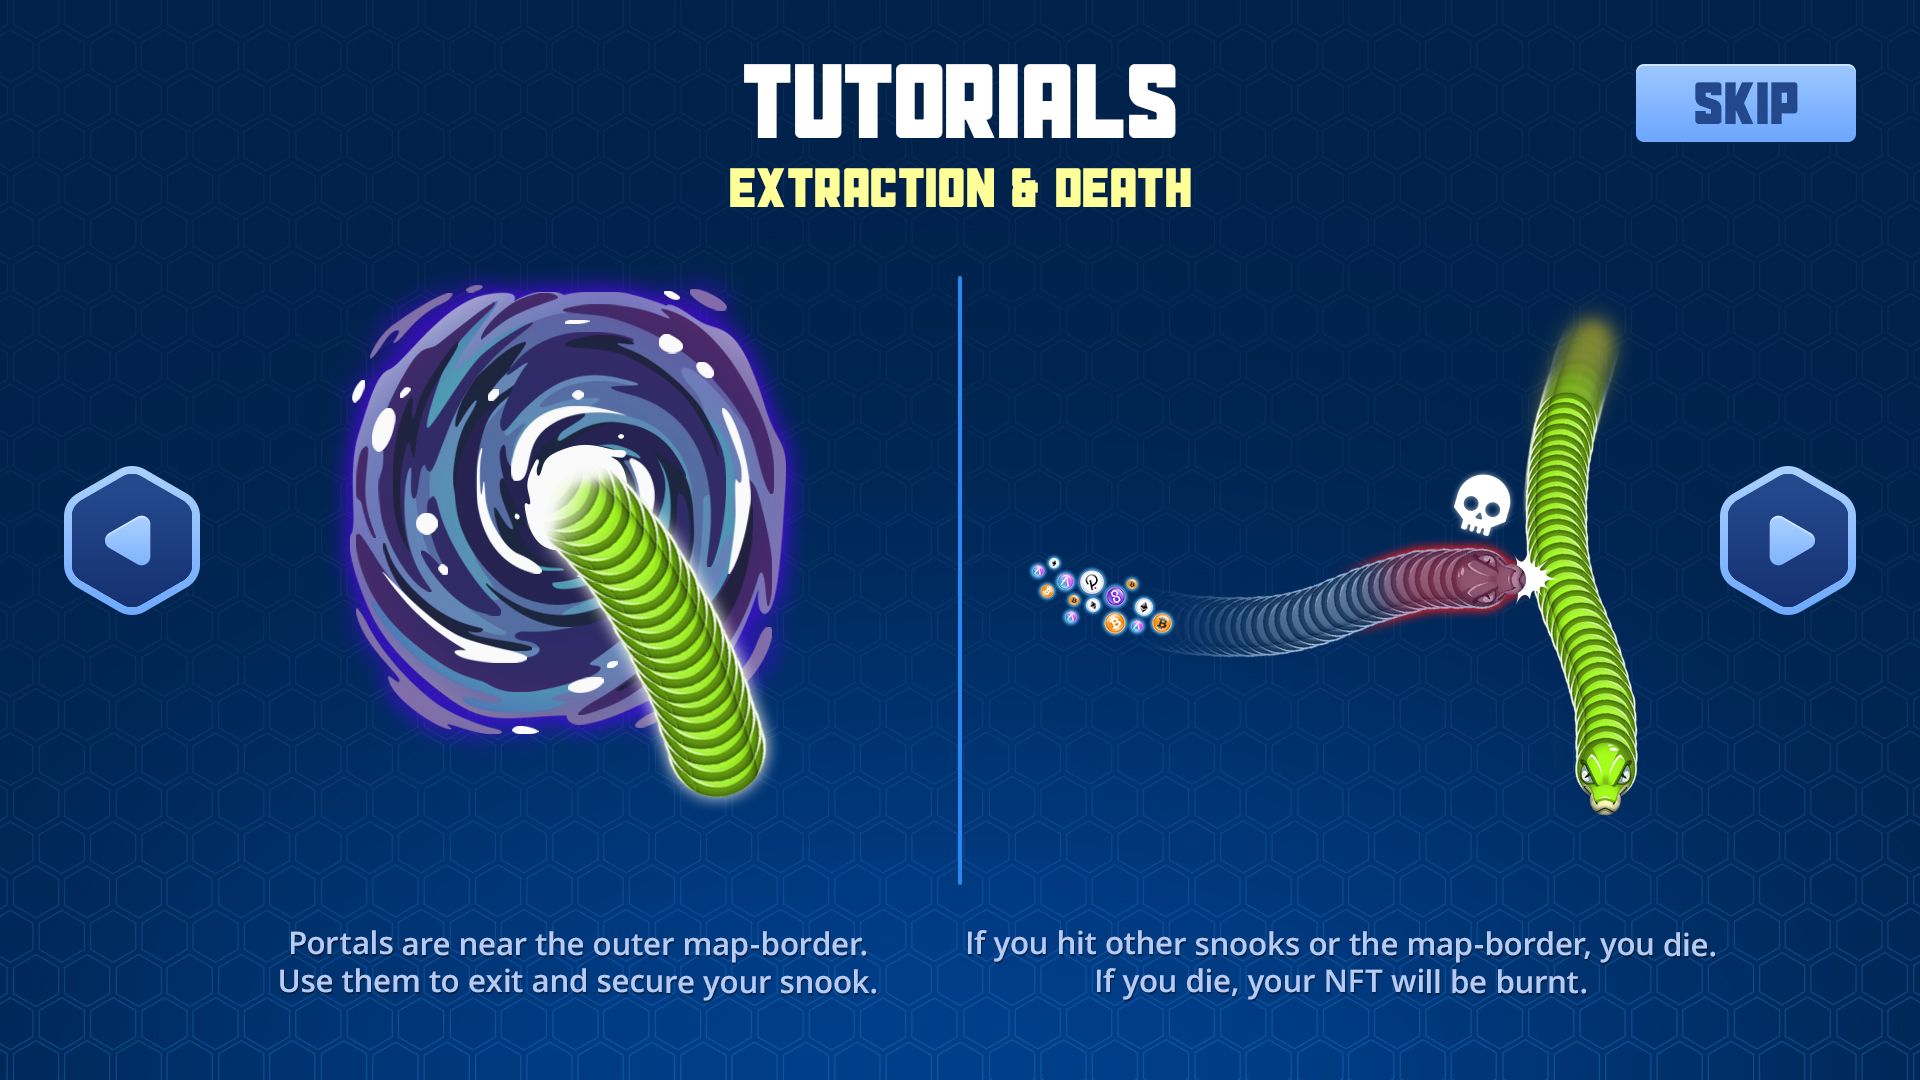 TUTORIALS
SKIP
EXTRACTION & DEATH
Portals are near the outer map-border.
Use them to exit and secure your snook.
If you hit other snooks or the map-border, you die.
If you die, your NFT will be burnt.